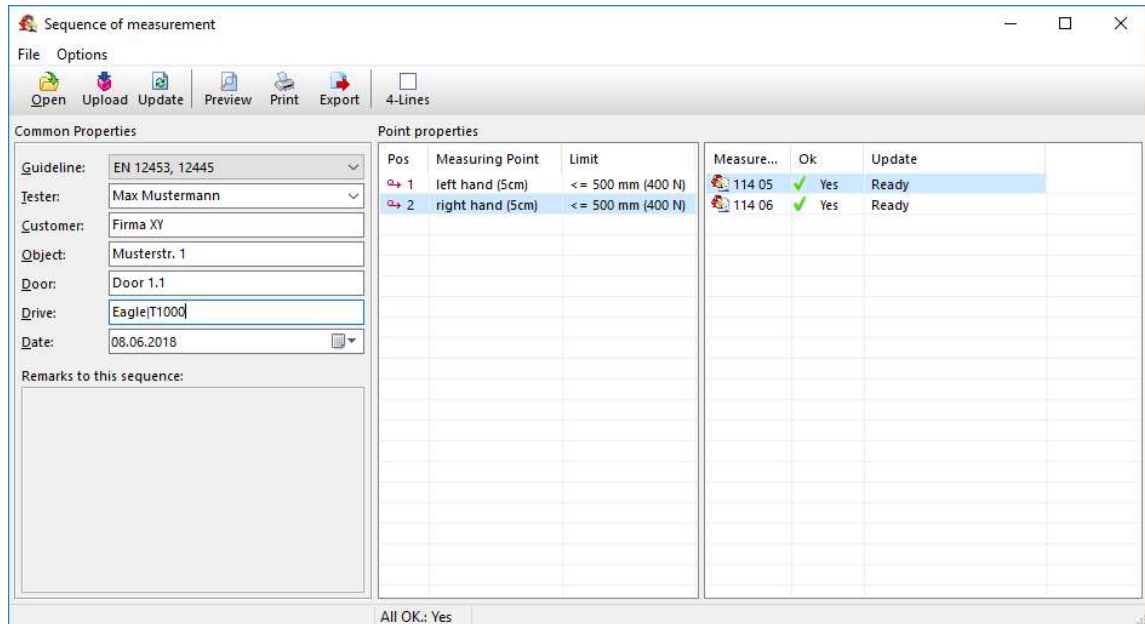 Sequence of measurement
File Options
Open Upload Update Preview Print Export 4-Lines
Common Properties
Guideline: EN 12453, 12445
Tester: Max Mustermann
Customer: Firma XY
Object: Musterstr. 1
Door: Door 1.1
Drive: Eagle|T1000
Date: 08.06.2018
Remarks to this sequence:
Point properties
Pos Measuring Point Limit
1 left hand (5cm) <= 500 mm (400 N)
2 right hand (5cm) <= 500 mm (400 N)
Measure... Ok Update
114 05 Yes Ready
114 06 Yes Ready
All OK.: Yes